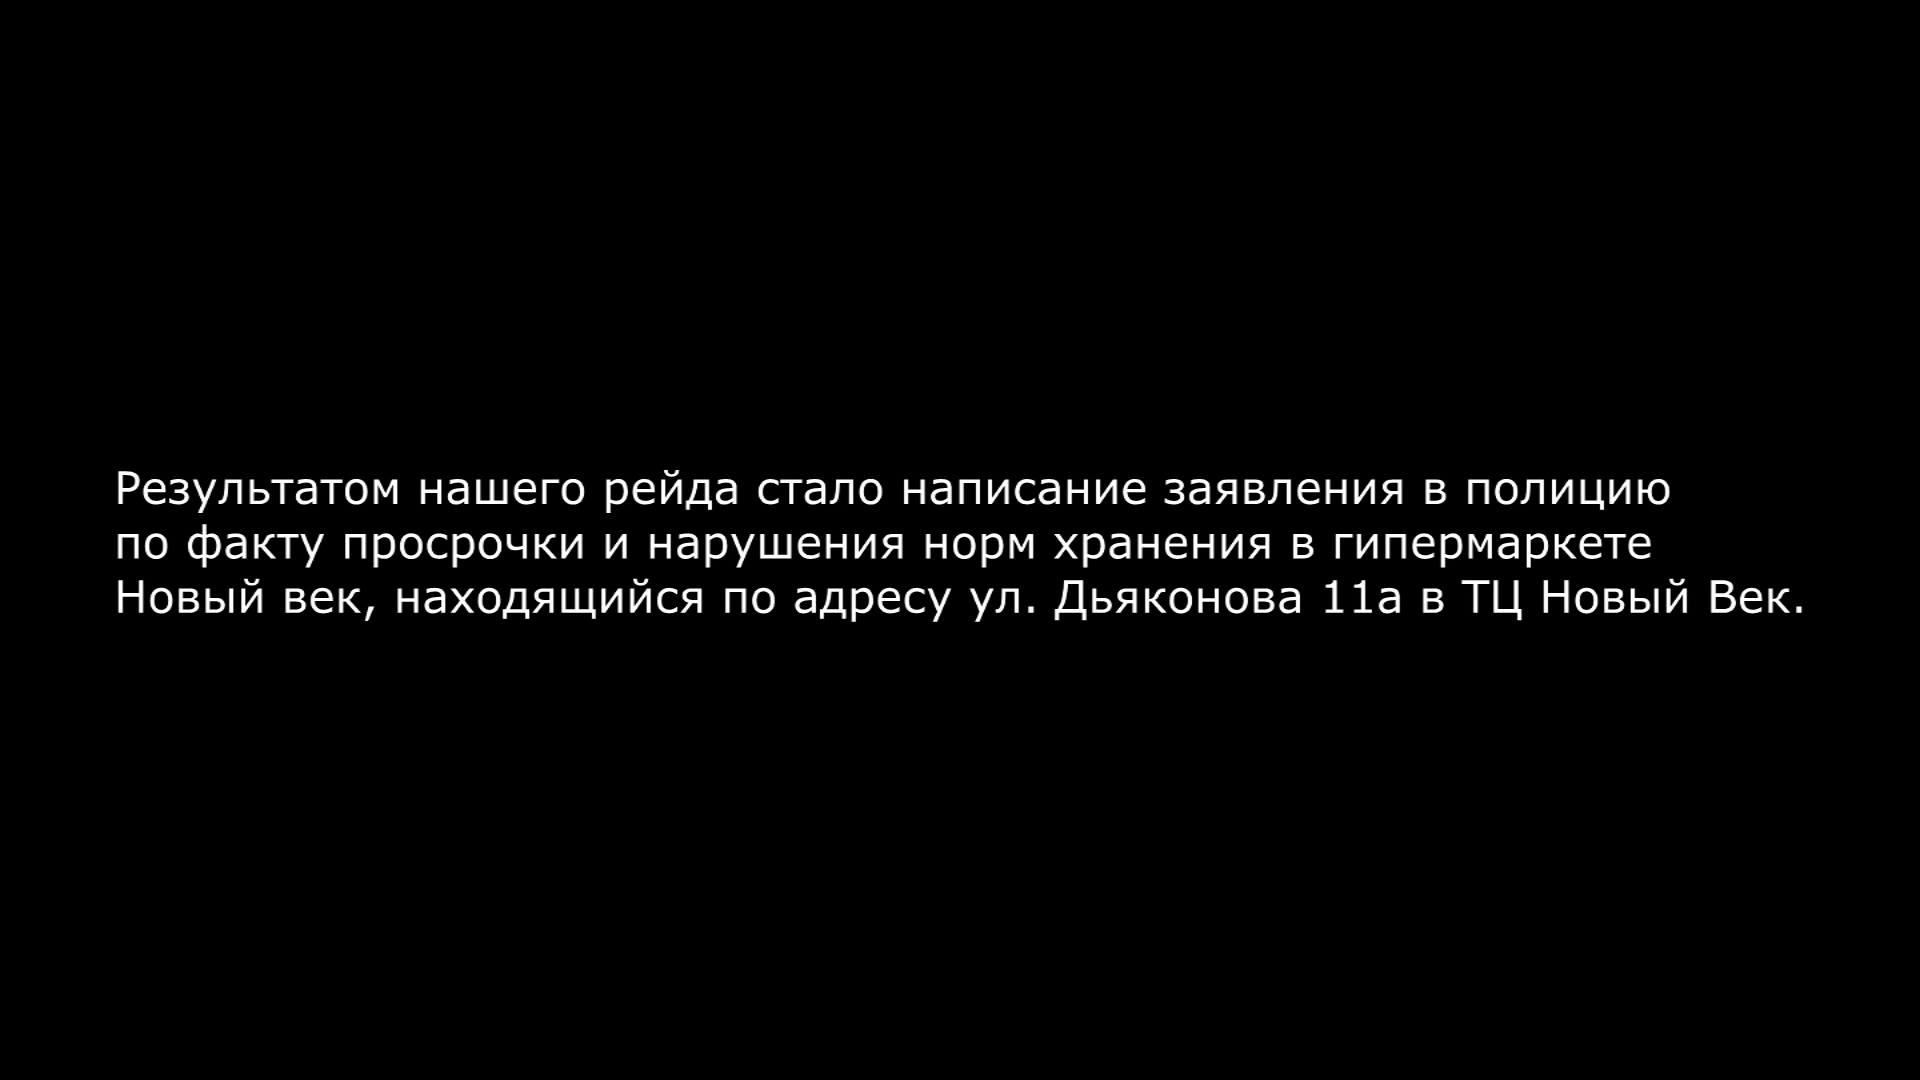 Результатом нашего рейда стало написание заявления в полицию
по факту просрочки и нарушения норм хранения в гипермаркете
Новый век, находящийся по адресу ул. Дьяконова 11а в ТЦ Новый Век.